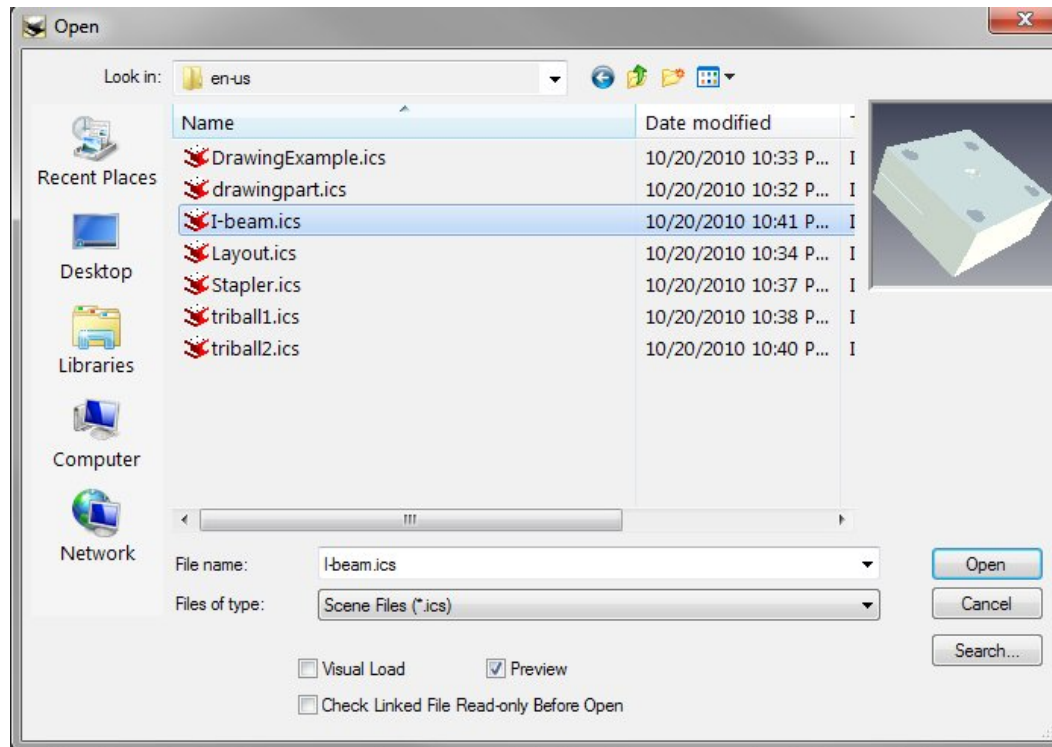 Open
Look in: en-us
Name Date modified
DrawingExample.ics 10/20/2010 10:33 P...
drawingpart.ics 10/20/2010 10:32 P...
I-beam.ics 10/20/2010 10:41 P...
Layout.ics 10/20/2010 10:34 P...
Stapler.ics 10/20/2010 10:37 P...
triball1.ics 10/20/2010 10:38 P...
triball2.ics 10/20/2010 10:40 P...
Recent Places
Desktop
Libraries
Computer
Network
File name: I-beam.ics Open
Files of type: Scene Files (*.ics) Cancel
Search...
Visual Load Preview
Check Linked File Read-only Before Open